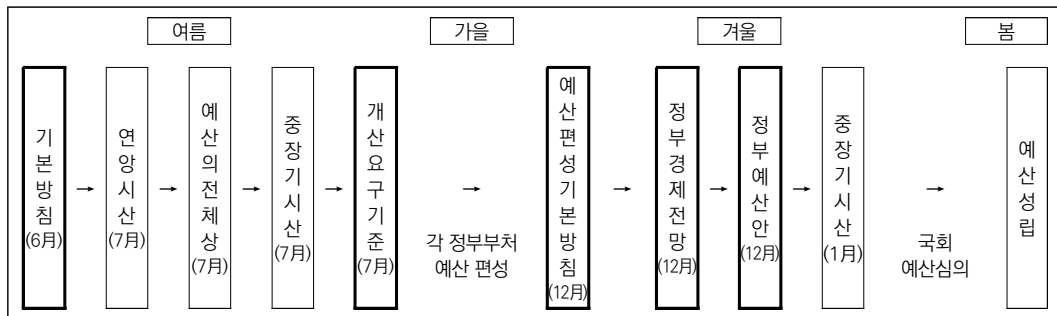 여름
가을
겨울
봄
기본방침
(6月)
→
연앙시산
(7月)
→
예산의전체상
(7月)
→
중장기시산
(7月)
→
개산요구기준
(7月)
→
각 정부부처
예산 편성
예산편성기본방침
(12月)
→
정부경제전망
(12月)
→
정부예산안
(12月)
→
중장기시산
(1月)
→
국회
예산심의
예산성립